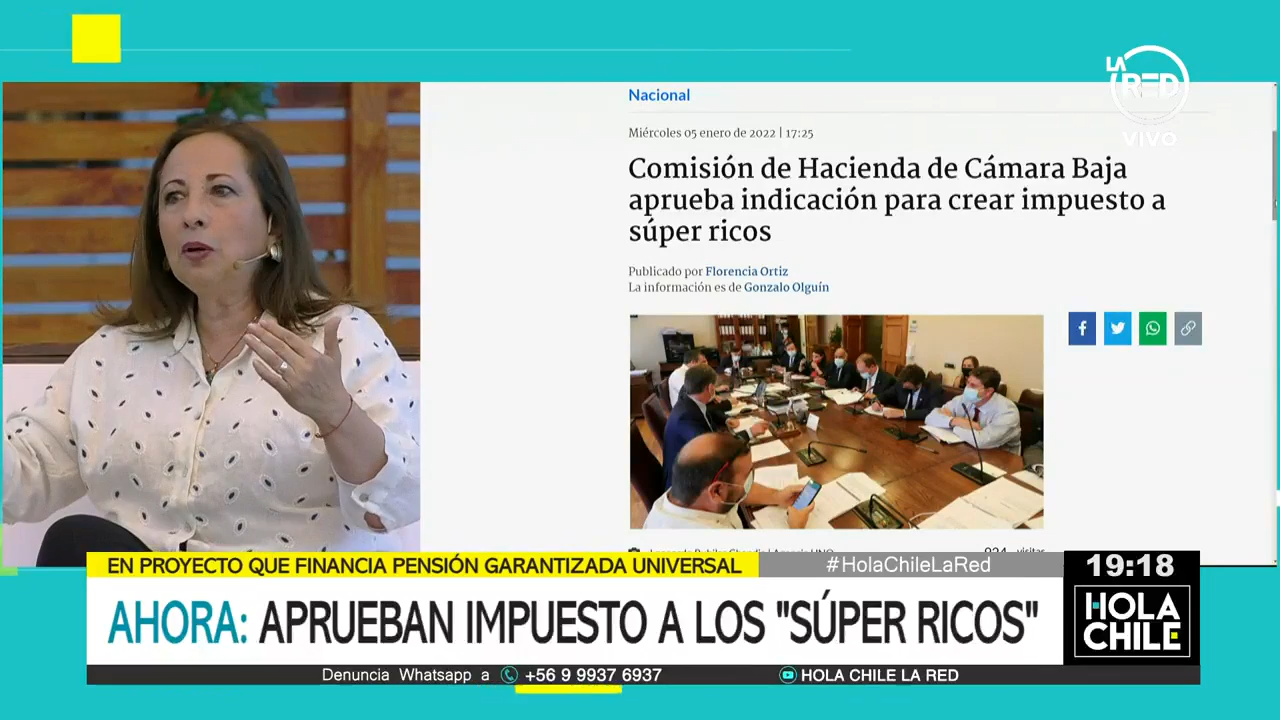 LA
RED
VIVO
Nacional
Miércoles 05 enero de 2022 | 17:25
Comisión de Hacienda de Cámara Baja
aprueba indicación para crear impuesto a
súper ricos
Publicado por Florencia Ortiz
La información es de Gonzalo Olguín
EN PROYECTO QUE FINANCIA PENSIÓN GARANTIZADA UNIVERSAL
#HolaChileLaRed
19:18
AHORA: APRUEBAN IMPUESTO A LOS "SÚPER RICOS"
HOLA
CHILE
Denuncia Whatsapp a +56 9 9937 6937
HOLA CHILE LA RED